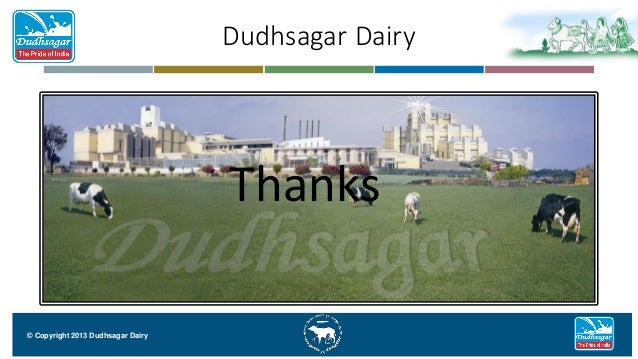 Dudhsagar
The Pride of India
Dudhsagar Dairy
Thanks
Dudhsagar
© Copyright 2013 Dudhsagar Dairy
Dudhsagar
The Pride of India